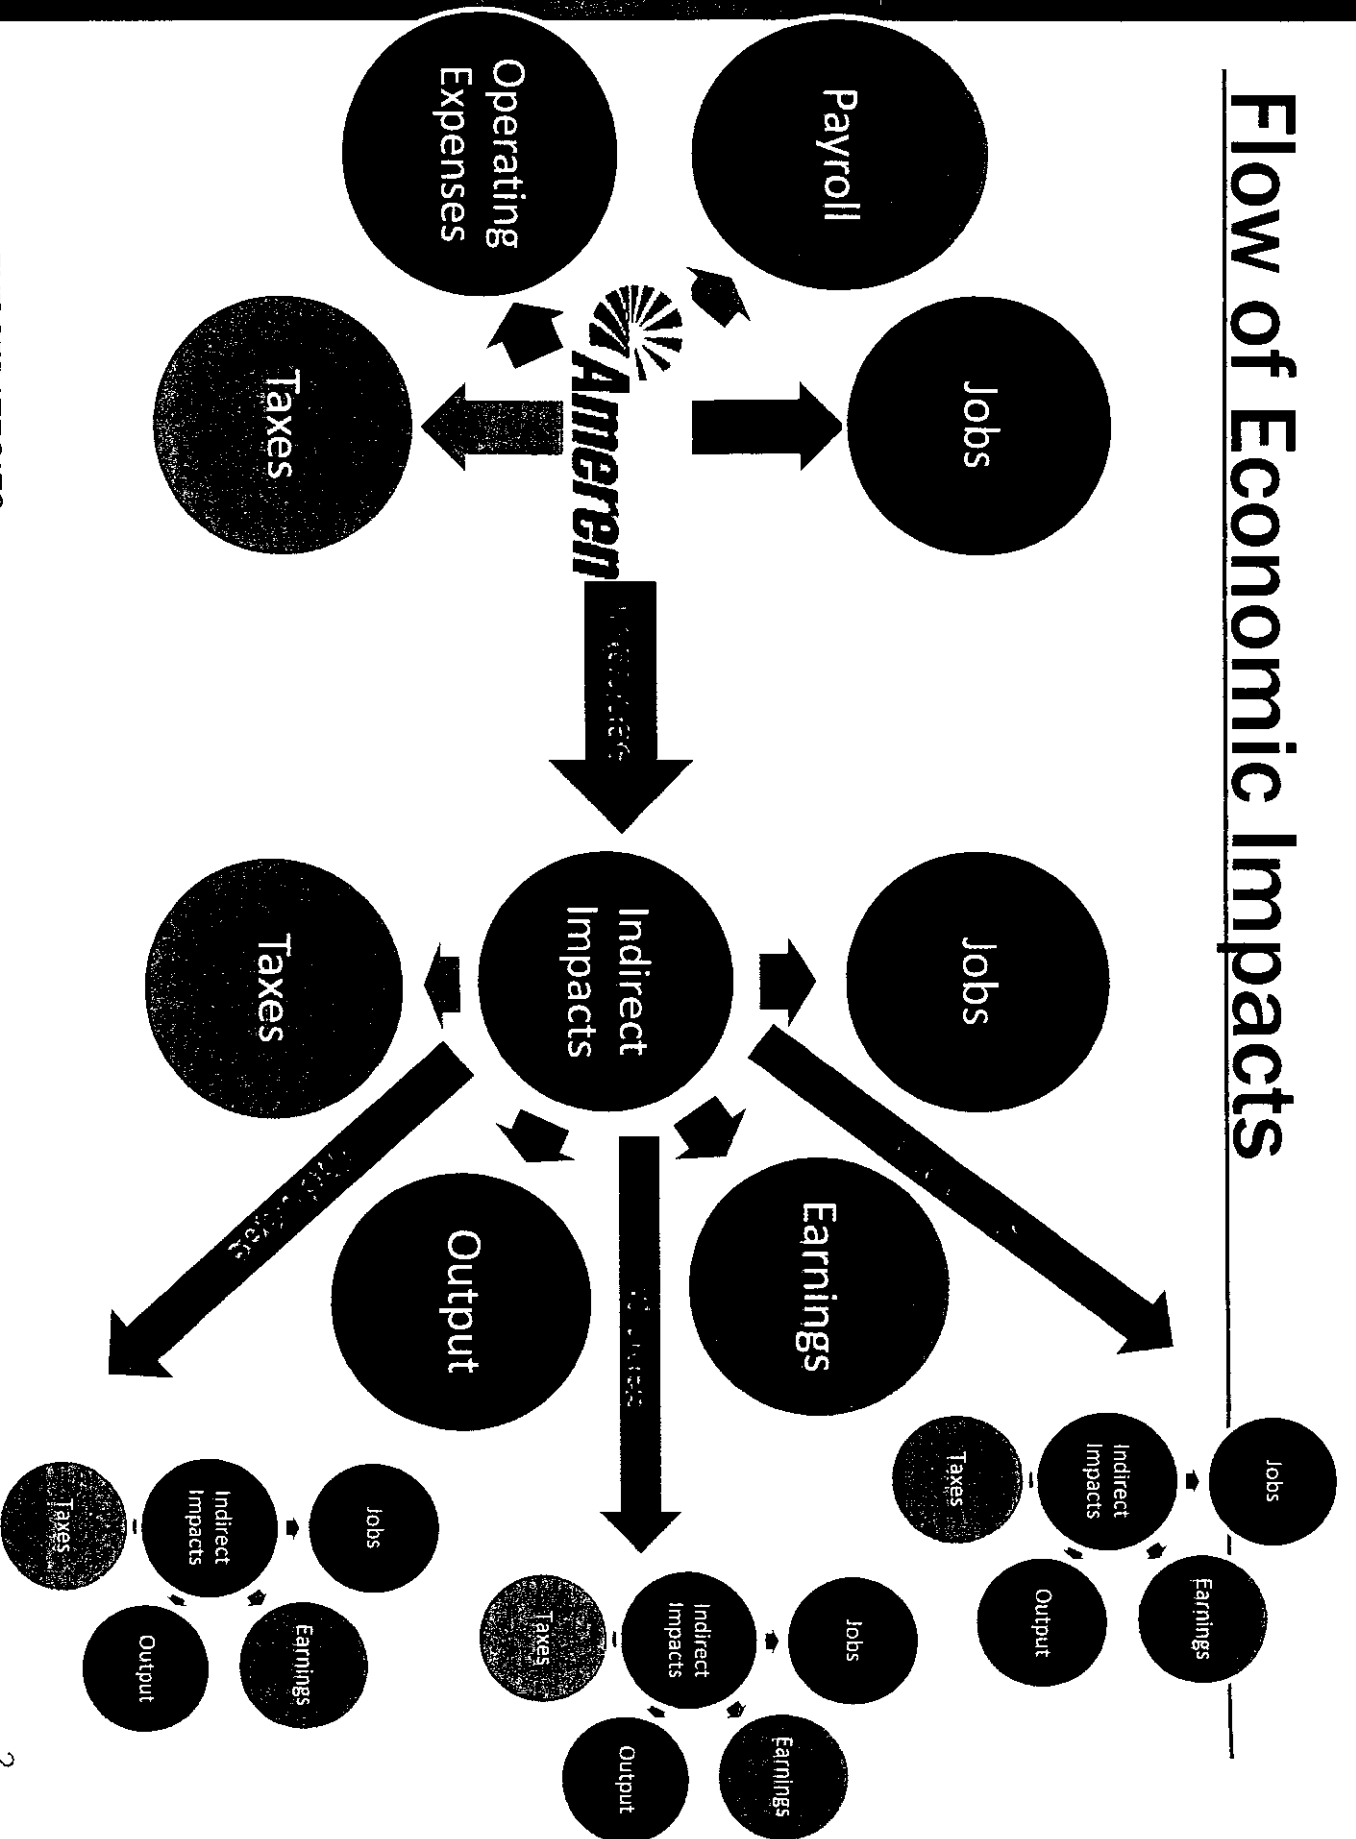 Flow of Economic Impacts
Jobs
Payroll
Ameren
Operating
Expenses
Taxes
Jobs
Indirect
Impacts
Earnings
Output
Taxes
Jobs
Indirect
Impacts
Earnings
Output
Taxes
Jobs
Indirect
Impacts
Earnings
Output
Taxes
Jobs
Indirect
Impacts
Earnings
Output
Taxes
2